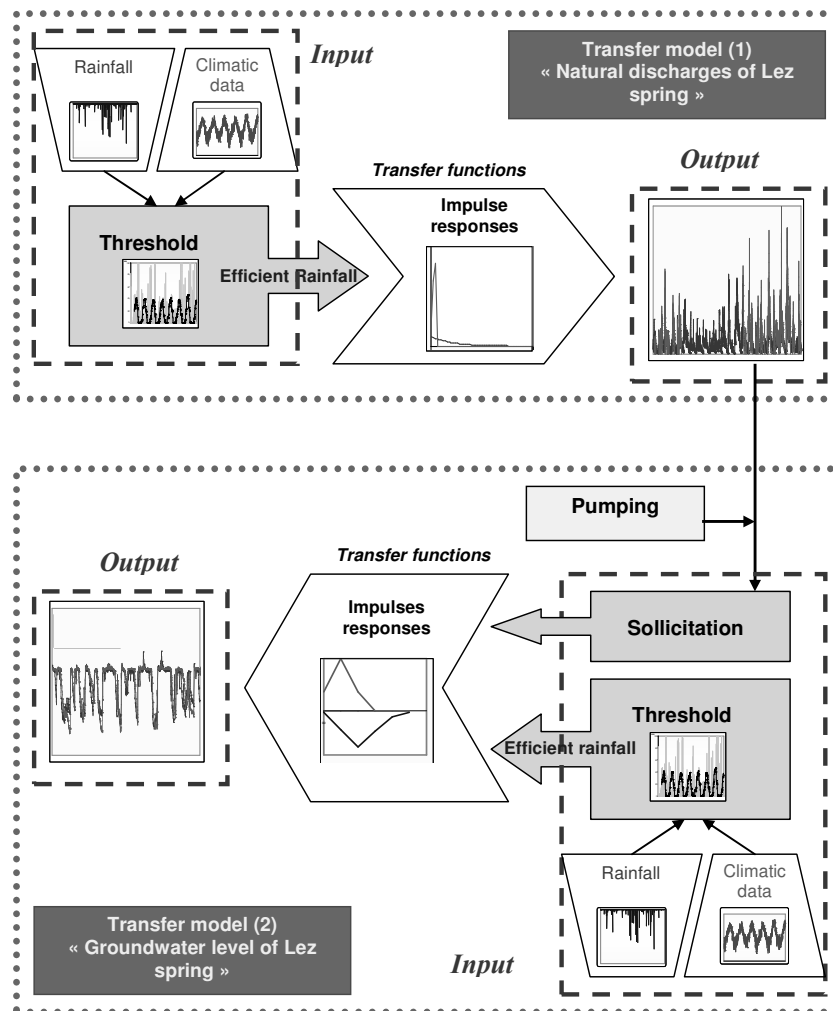 Input
Transfer model (1)
« Natural discharges of Lez
spring »
Rainfall
Climatic
data
Threshold
Efficient Rainfall
Transfer functions
Impulse
responses
Output
Pumping
Output
Transfer functions
Impulses
responses
Sollicitation
Threshold
Efficient rainfall
Rainfall
Climatic
data
Transfer model (2)
« Groundwater level of Lez
spring »
Input